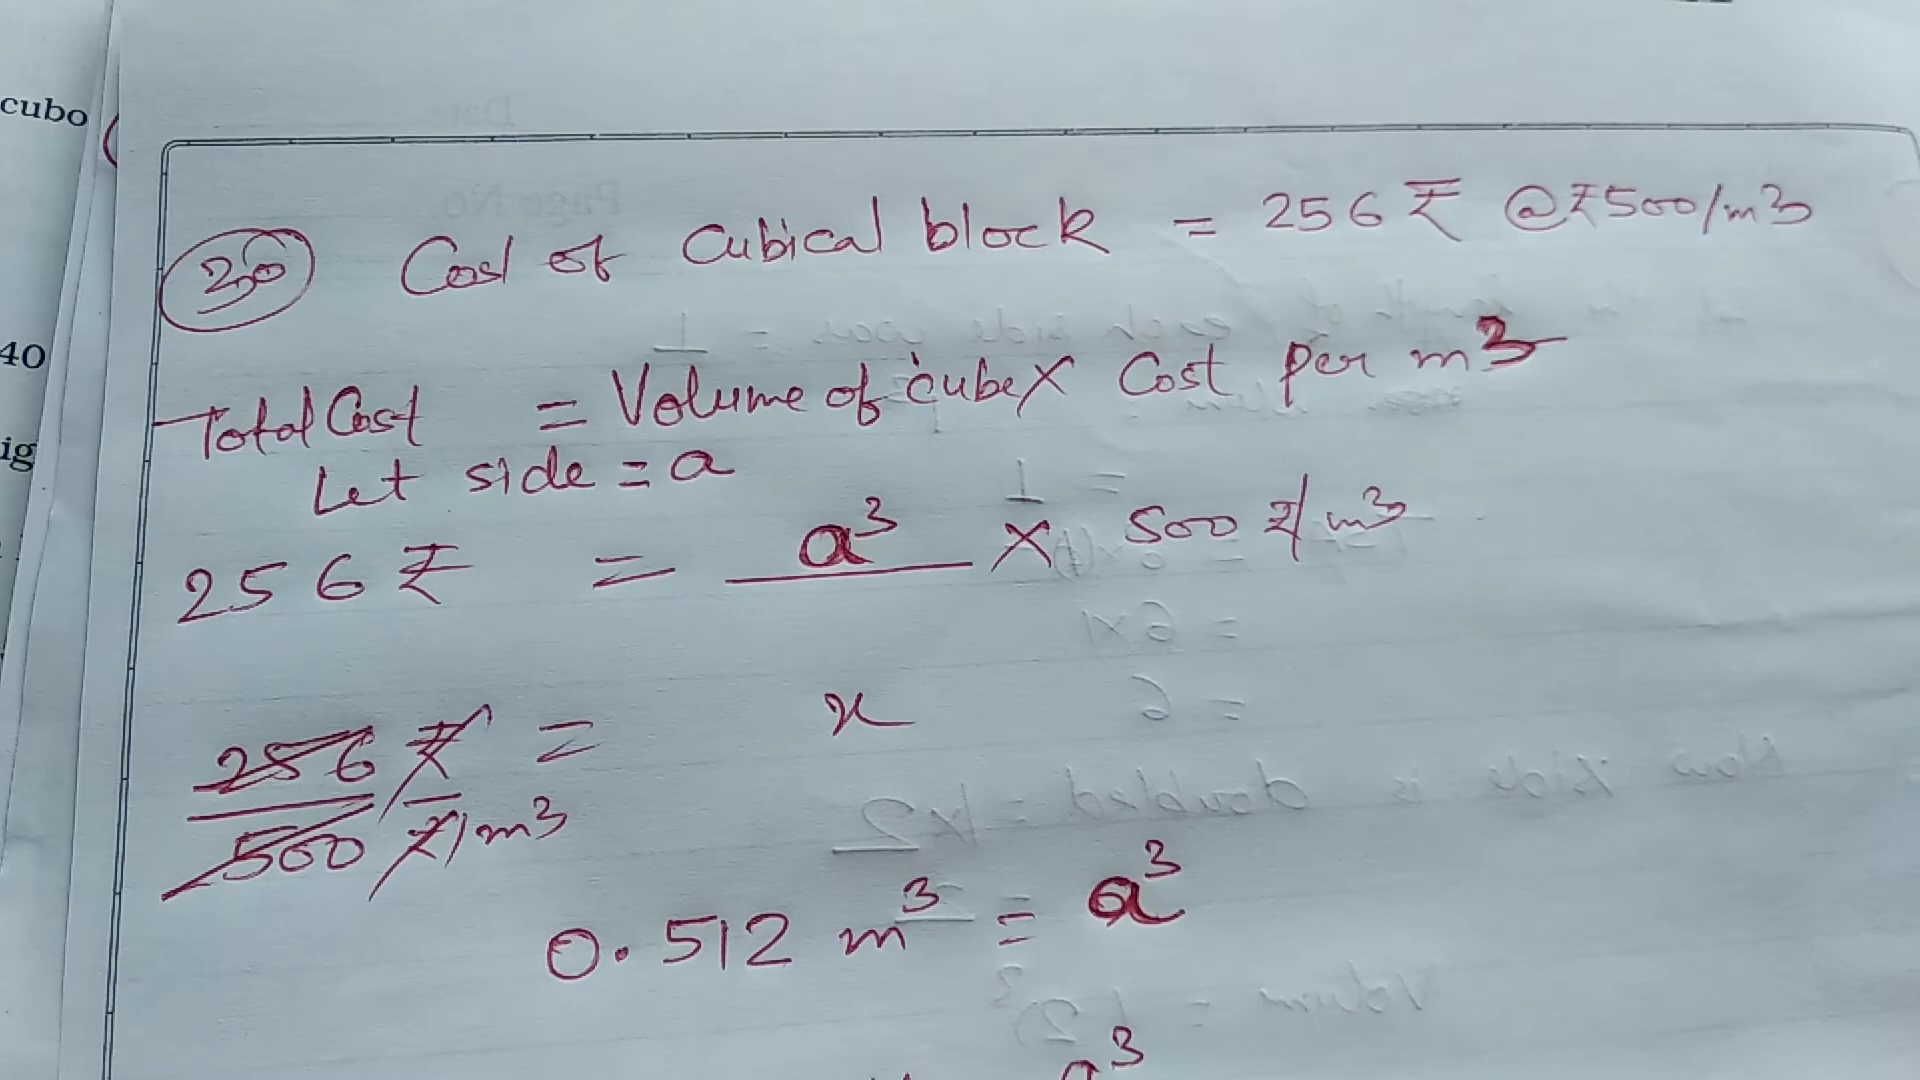 cubo
40
ig
30 Cost of Cubical block = 256 ₹ @₹500/m3
Total Cost = Volume of cube X Cost Per m3
Let side = a
256 ₹ = a³ X 500 ₹/m3
256 ₹ = x
500 ₹/m3
0.512 m³ = a³
a³